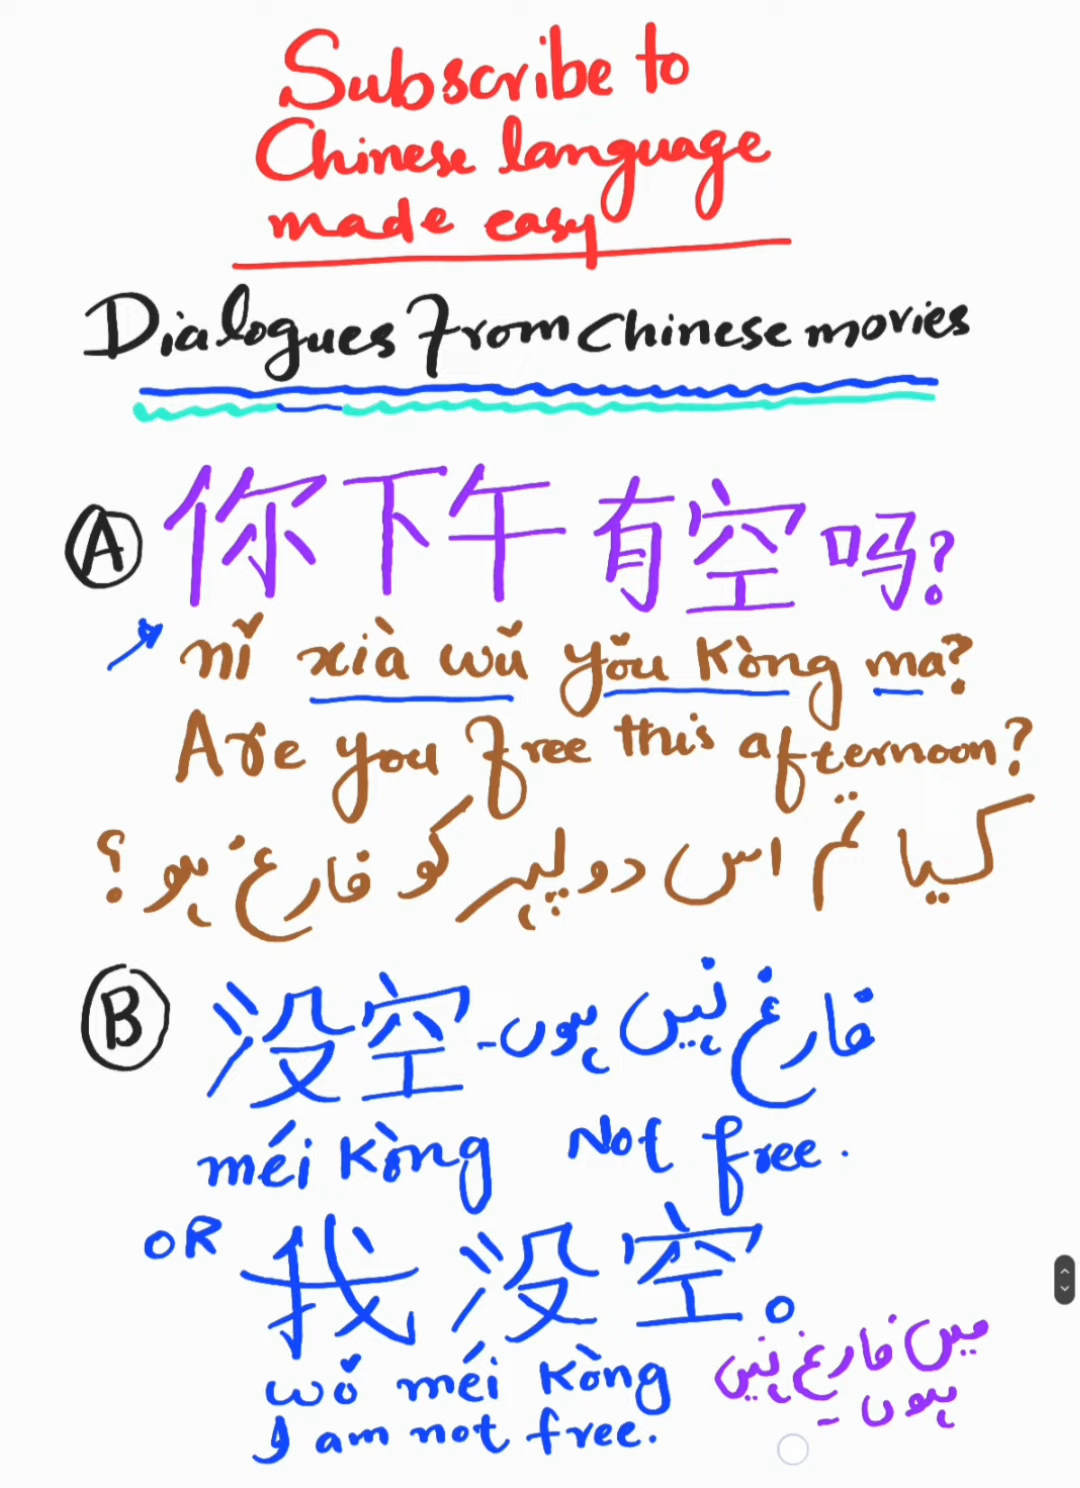 Subscribe to
Chinese language
made easy
Dialogues From Chinese movies
A 你下午有空吗?
nǐ xià wǔ yǒu Kòng ma?
Are you free this afternoon?
کیا تم اس دوپہر کو فارغ ہو ؟
B 没空 فارغ نہیں ہوں۔
méi Kòng Not free.
OR 我没空。
wǒ méi Kòng
میں فارغ نہیں
ہوں۔
I am not free.